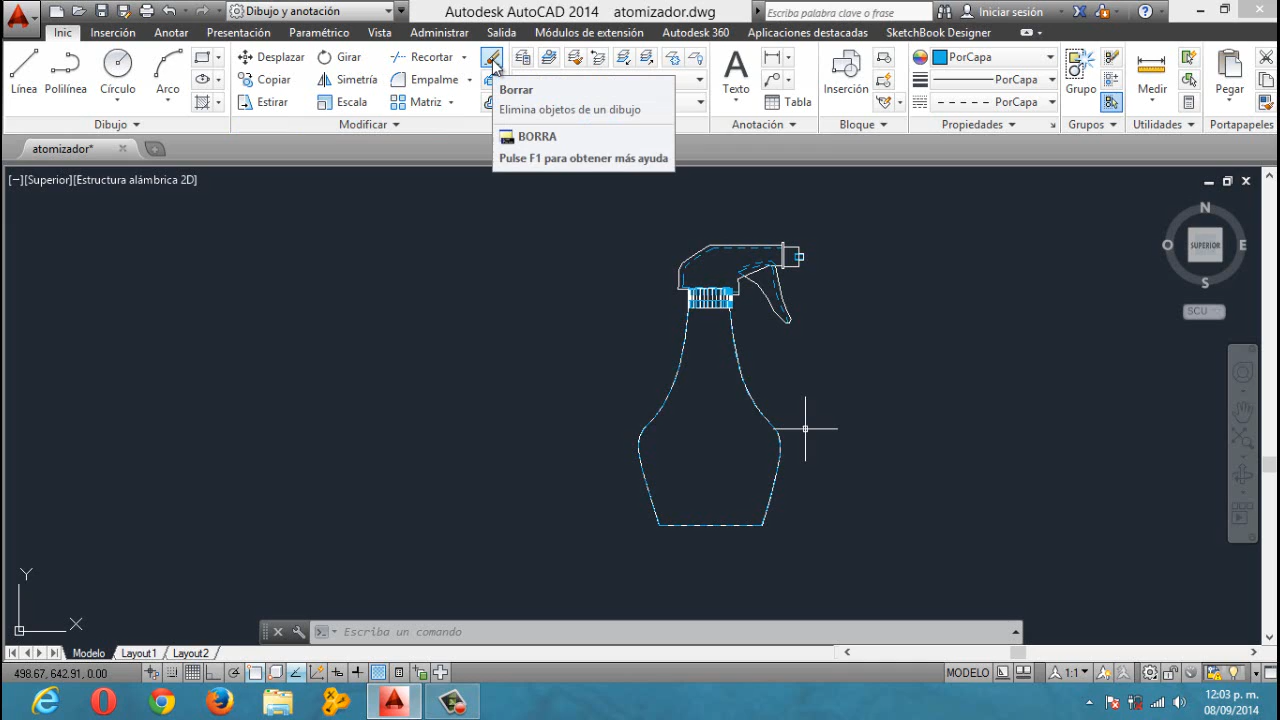 Dibujo y anotación
Autodesk AutoCAD 2014 atomizador.dwg
Escriba palabra clave o frase
Iniciar sesión
Inic Inserción Anotar Presentación Paramétrico Vista Administrar Salida Módulos de extensión Autodesk 360 Aplicaciones destacadas SketchBook Designer
Línea Polilínea Círculo Arco
Desplazar Girar Recortar
Copiar Simetría Empalme
Estirar Escala Matriz
Texto
Tabla
Inserción
PorCapa
PorCapa
PorCapa
Grupo
Medir
Pegar
Dibujo Modificar Anotación Bloque Propiedades Grupos Utilidades Portapapeles
Borrar
Elimina objetos de un dibujo
BORRA
Pulse F1 para obtener más ayuda
atomizador*
[−][Superior][Estructura alámbrica 2D]
N
O SUPERIOR E
S
SCU
Y
X
Escriba un comando
Modelo Layout1 Layout2
498.67, 642.91, 0.00
MODELO
1:1
12:03 p. m.
08/09/2014